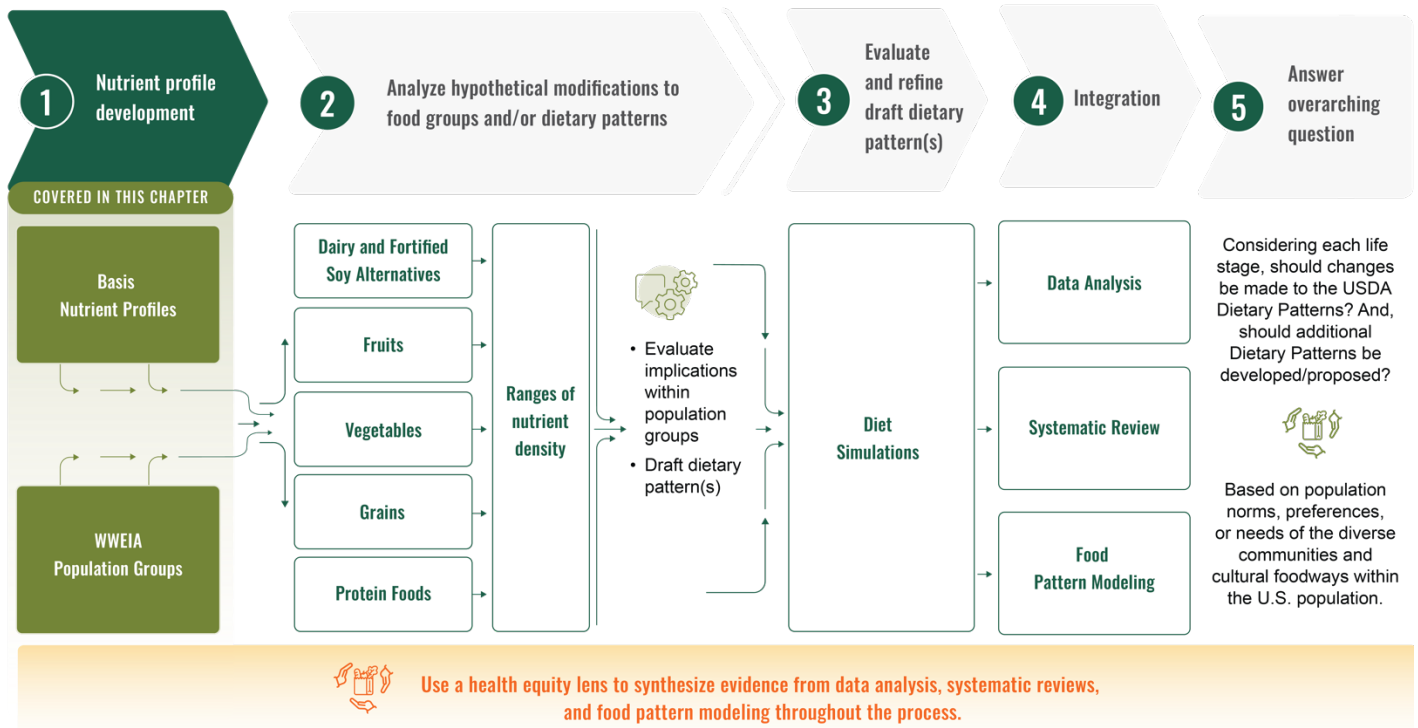 1
Nutrient profile
development
2
Analyze hypothetical modifications to
food groups and/or dietary patterns
3
Evaluate
and refine
draft dietary
pattern(s)
4
Integration
5
Answer
overarching
question
COVERED IN THIS CHAPTER
Basis
Nutrient Profiles
WWEIA
Population Groups
Dairy and Fortified
Soy Alternatives
Fruits
Vegetables
Grains
Protein Foods
Ranges of
nutrient
density
• Evaluate
implications
within
population
groups
• Draft dietary
pattern(s)
Diet
Simulations
Data Analysis
Systematic Review
Food
Pattern Modeling
Considering each life
stage, should changes
be made to the USDA
Dietary Patterns? And,
should additional
Dietary Patterns be
developed/proposed?
Based on population
norms, preferences,
or needs of the diverse
communities and
cultural foodways within
the U.S. population.
Use a health equity lens to synthesize evidence from data analysis, systematic reviews,
and food pattern modeling throughout the process.